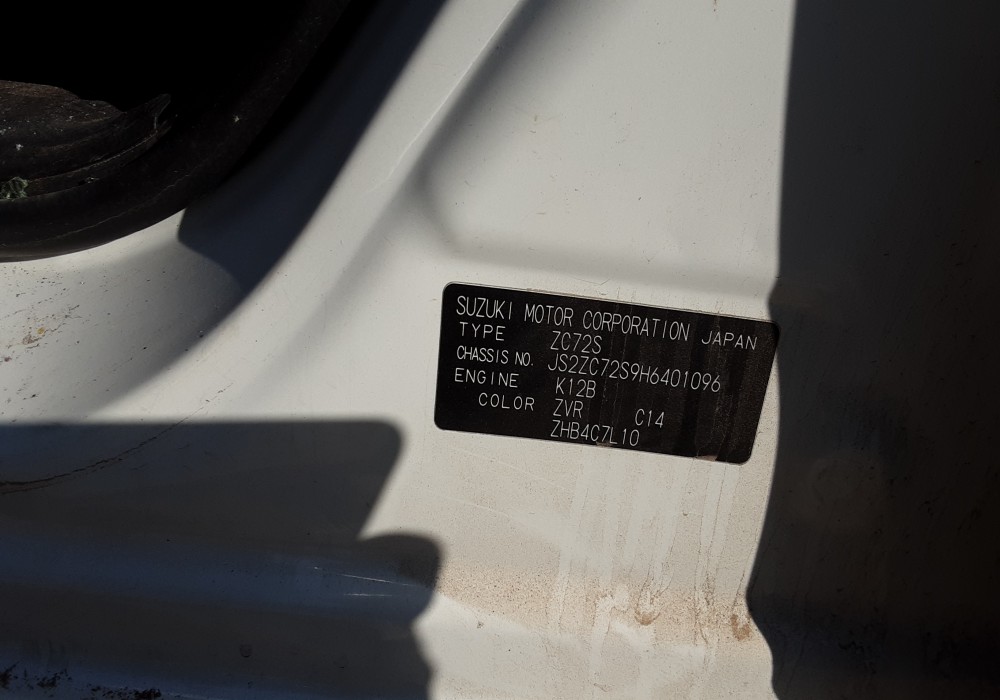 SUZUKI MOTOR CORPORATION JAPAN
TYPE ZC72S
CHASSIS NO. JS2ZC72S9H6401096
ENGINE K12B
COLOR ZVR C14
ZHB4C7L10